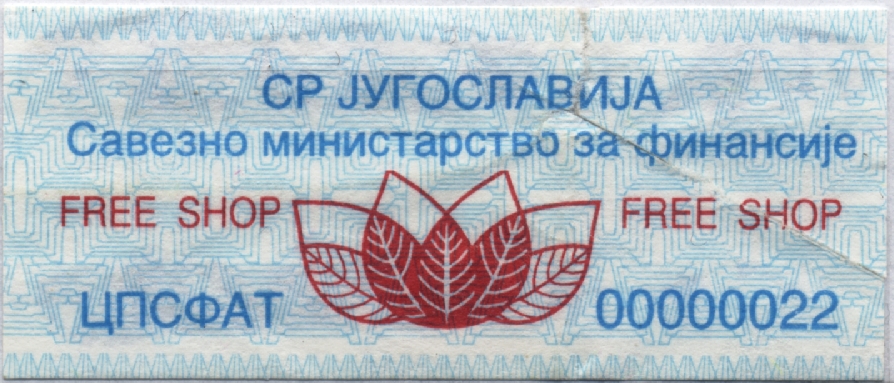 СР ЈУГОСЛАВИЈА
Савезно министарство за финансије
FREE SHOP FREE SHOP
ЦПСФАТ 00000022